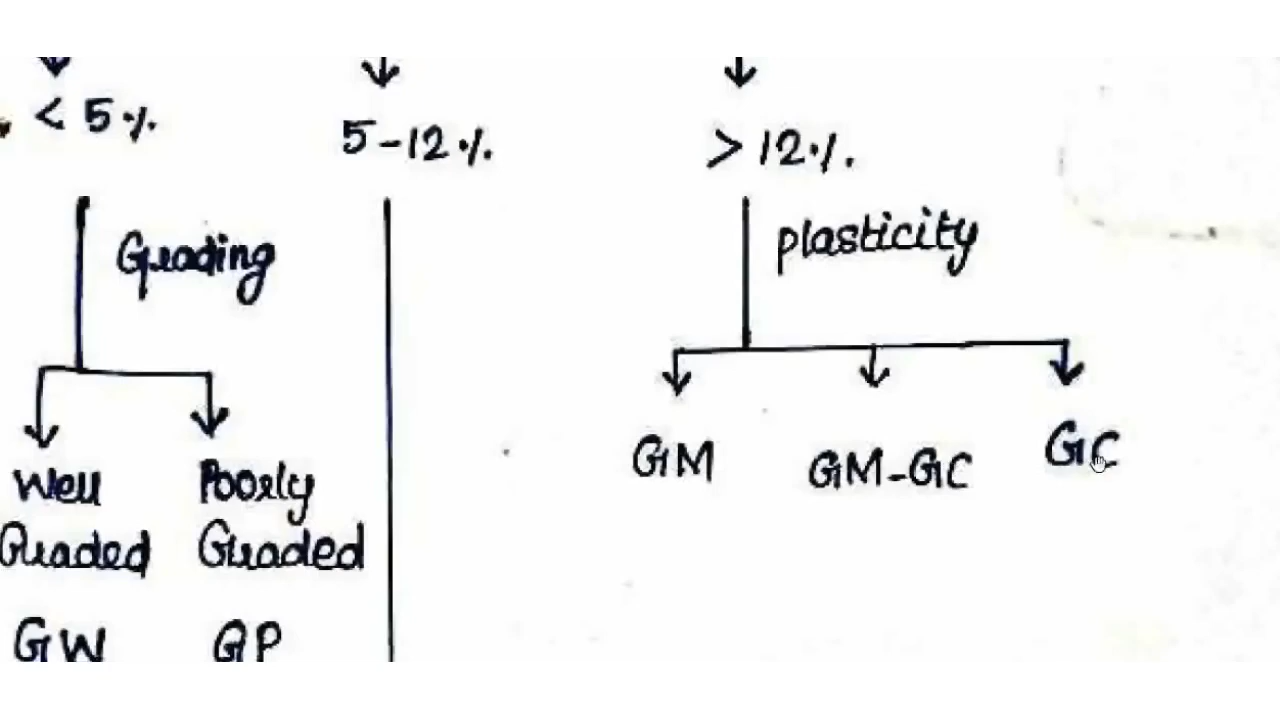 < 5%
5-12%
> 12%
Grading
plasticity
GM
GM-GC
GC
Well
Graded
Poorly
Graded
GW
GP